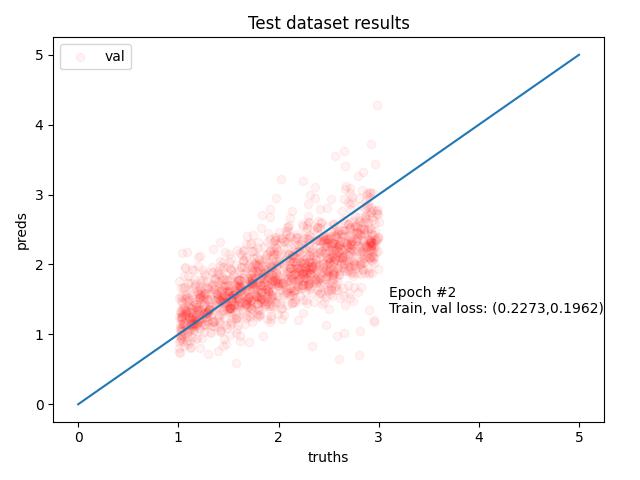 Test dataset results
val
5
4
3
2
1
0
preds
Epoch #2
Train, val loss: (0.2273,0.1962)
0 1 2 3 4 5
truths